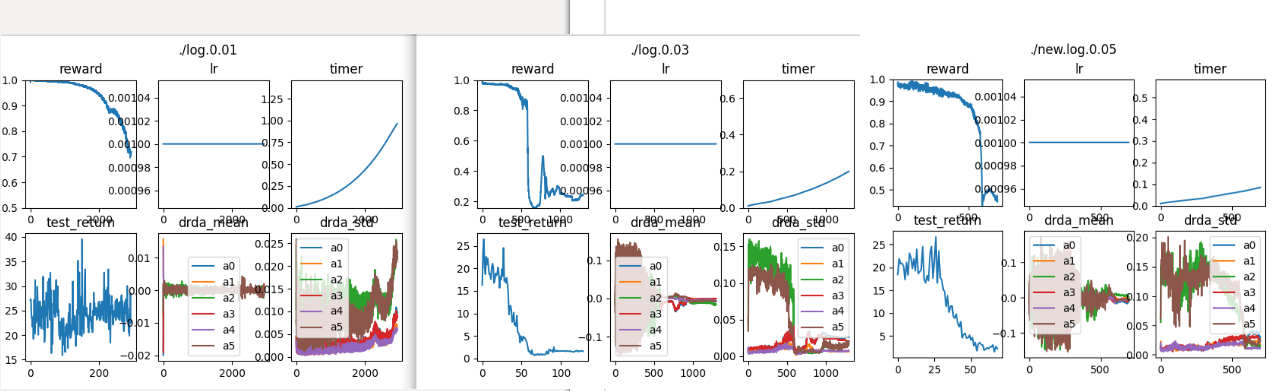 ./log.0.01
reward
lr
timer
1.0
0.9
0.8
0.7
0.6
0.5
0.00104
0.00102
0.00100
0.00098
0.00096
1.25
1.00
0.75
0.50
0.25
0.00
0
2000
0
2000
0
2000
test_return
drda_mean
drda_std
40
35
30
25
20
15
0.01
0.00
−0.01
−0.02
0.025
0.020
0.015
0.010
0.005
0.000
a0
a1
a2
a3
a4
a5
a0
a1
a2
a3
a4
a5
0
200
0
2000
0
2000
./log.0.03
reward
lr
timer
1.0
0.8
0.6
0.4
0.2
0.00104
0.00102
0.00100
0.00098
0.00096
0.6
0.4
0.2
0.0
0
500
1000
0
500
1000
0
1000
test_return
drda_mean
drda_std
25
20
15
10
5
0
0.1
0.0
−0.1
0.15
0.10
0.05
0.00
a0
a1
a2
a3
a4
a5
a0
a1
a2
a3
a4
a5
0
100
0
1000
0
1000
./new.log.0.05
reward
lr
timer
1.0
0.9
0.8
0.7
0.6
0.5
0.00104
0.00102
0.00100
0.00098
0.00096
0.5
0.4
0.3
0.2
0.1
0.0
0
500
0
500
0
500
test_return
drda_mean
drda_std
25
20
15
10
5
0.1
0.0
−0.1
0.20
0.15
0.10
0.05
0.00
a0
a1
a2
a3
a4
a5
a0
a1
a2
a3
a4
a5
0
25
50
0
500
0
500